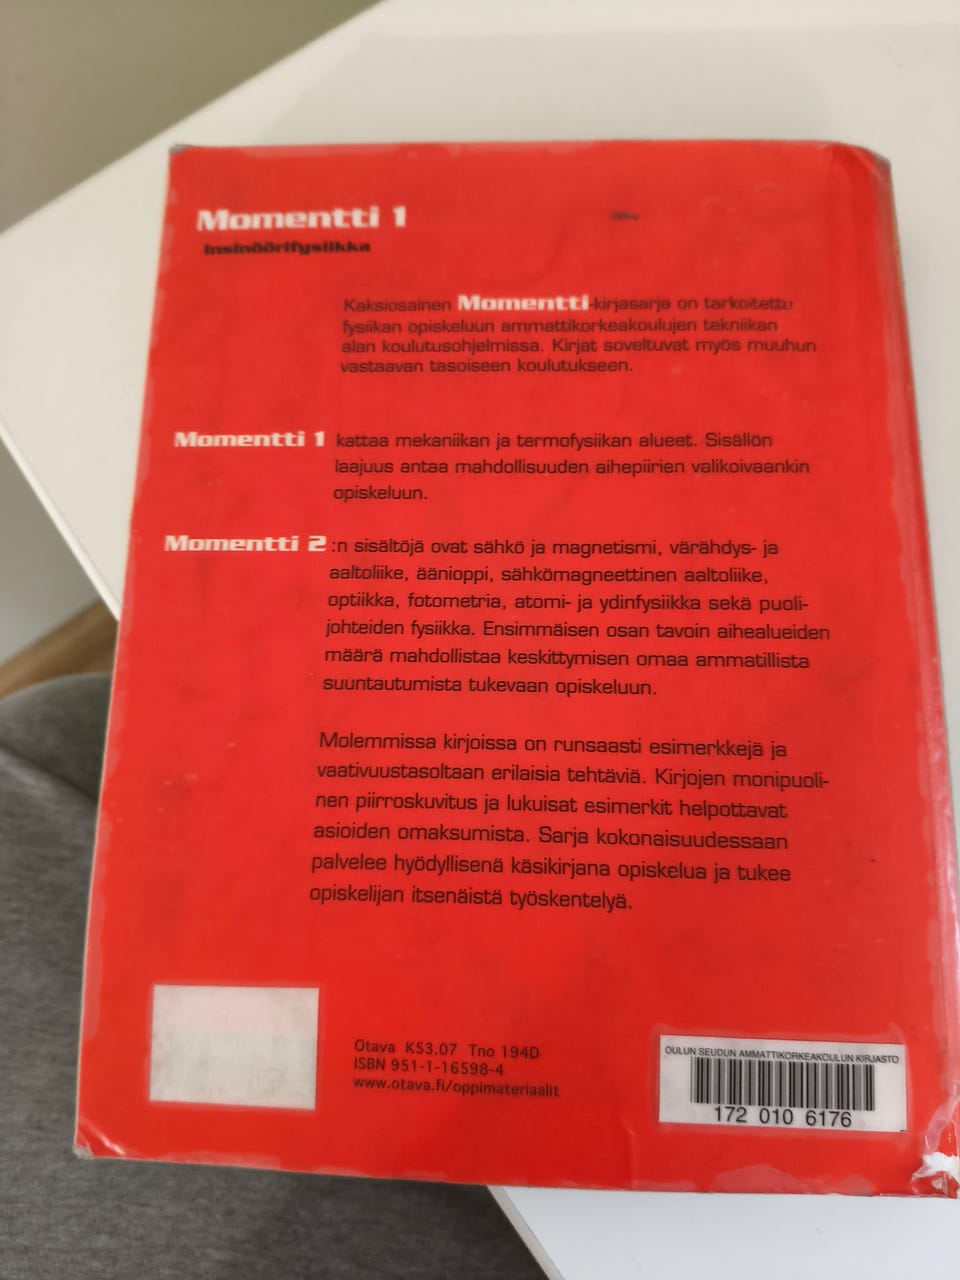 Momentti 1
Insinöörifysiikka
Kaksiosainen Momentti-kirjasarja on tarkoitettu
fysiikan opiskeluun ammattikorkeakoulujen tekniikan
alan koulutusohjelmissa. Kirjat soveltuvat myös muuhun
vastaavan tasoiseen koulutukseen.
Momentti 1 kattaa mekaniikan ja termofysiikan alueet. Sisällön
laajuus antaa mahdollisuuden aihepiirien valikoivaankin
opiskeluun.
Momentti 2 :n sisältöjä ovat sähkö ja magnetismi, värähdys- ja
aaltoliike, äänioppi, sähkömagneettinen aaltoliike,
optiikka, fotometria, atomi- ja ydinfysiikka sekä puoli-
johteiden fysiikka. Ensimmäisen osan tavoin aihealueiden
määrä mahdollistaa keskittymisen omaa ammatillista
suuntautumista tukevaan opiskeluun.
Molemmissa kirjoissa on runsaasti esimerkkejä ja
vaativuustasoltaan erilaisia tehtäviä. Kirjojen monipuoli-
nen piirroskuvitus ja lukuisat esimerkit helpottavat
asioiden omaksumista. Sarja kokonaisuudessaan
palvelee hyödyllisenä käsikirjana opiskelua ja tukee
opiskelijan itsenäistä työskentelyä.
Otava K53.07 Tno 194D
ISBN 951-1-16598-4
www.otava.fi/oppimateriaalit
OULUN SEUDUN AMMATTIKORKEAKOULUN KIRJASTO
172 010 6176